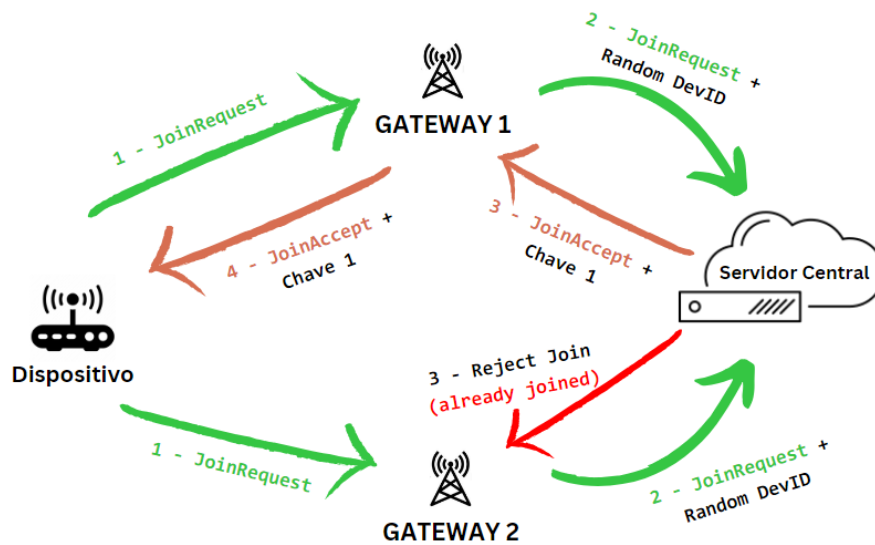 2 - JoinRequest +
Random DevID
1 - JoinRequest
GATEWAY 1
3 - JoinAccept +
Chave 1
4 - JoinAccept +
Chave 1
Servidor Central
Dispositivo
3 - Reject Join
(already joined)
1 - JoinRequest
2 - JoinRequest +
Random DevID
GATEWAY 2